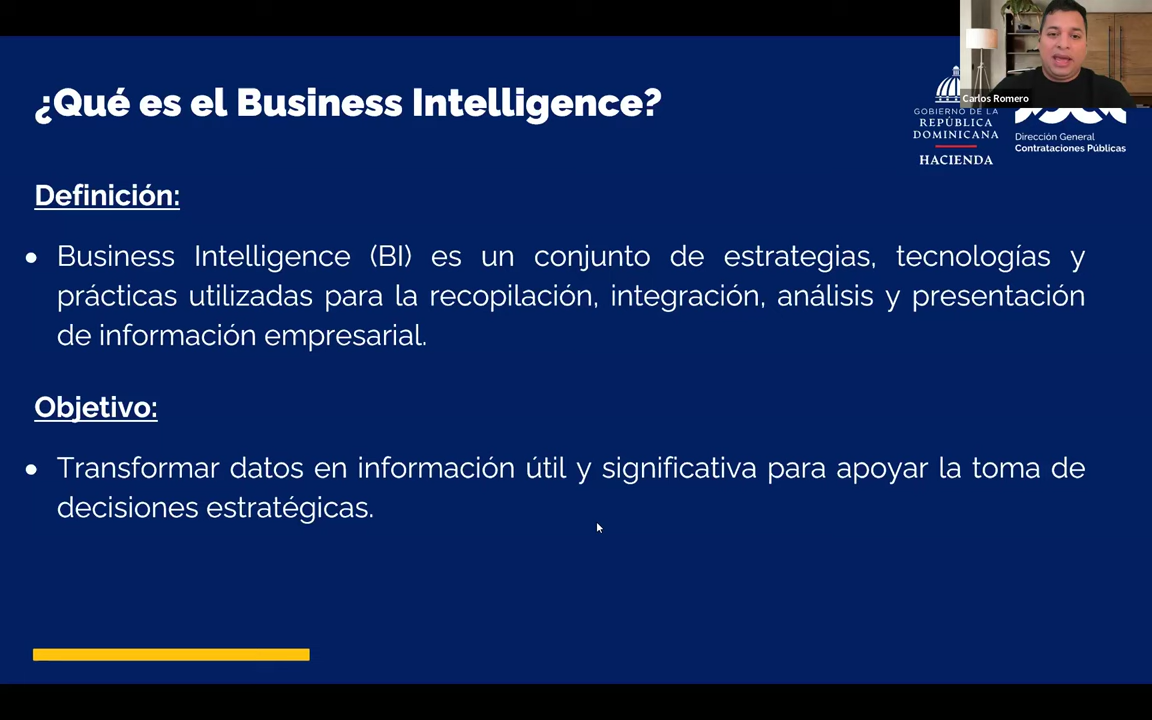 ¿Qué es el Business Intelligence?
Carlos Romero
GOBIERNO DE LA
REPÚBLICA
DOMINICANA
HACIENDA
Dirección General
Contrataciones Públicas
Definición:
• Business Intelligence (BI) es un conjunto de estrategias, tecnologías y
prácticas utilizadas para la recopilación, integración, análisis y presentación
de información empresarial.
Objetivo:
• Transformar datos en información útil y significativa para apoyar la toma de
decisiones estratégicas.